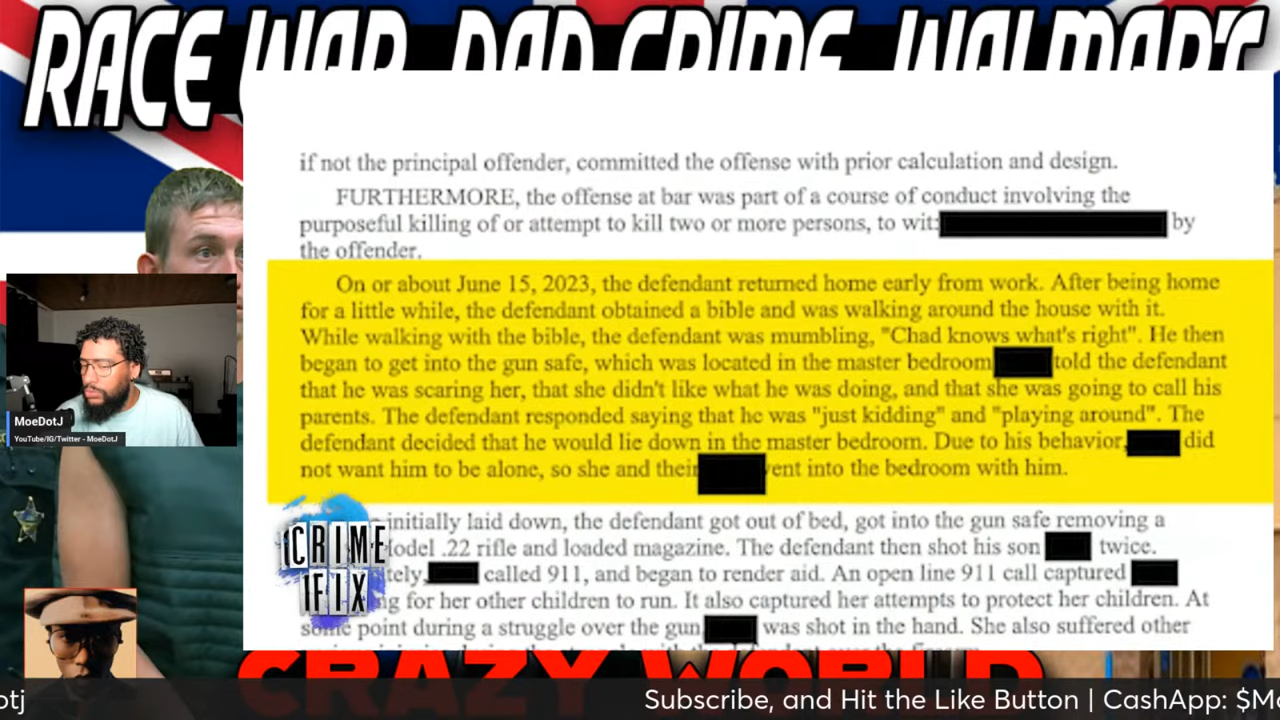 RACE WAR, DAD CRIME, WALMART
if not the principal offender, committed the offense with prior calculation and design.
FURTHERMORE, the offense at bar was part of a course of conduct involving the
purposeful killing of or attempt to kill two or more persons, to wit: by
the offender.
On or about June 15, 2023, the defendant returned home early from work. After being home
for a little while, the defendant obtained a bible and was walking around the house with it.
While walking with the bible, the defendant was mumbling, "Chad knows what's right". He then
began to get into the gun safe, which was located in the master bedroom told the defendant
that he was scaring her, that she didn't like what he was doing, and that she was going to call his
parents. The defendant responded saying that he was "just kidding" and "playing around". The
defendant decided that he would lie down in the master bedroom. Due to his behavior, did
not want him to be alone, so she and their ent into the bedroom with him.
initially laid down, the defendant got out of bed, got into the gun safe removing a
odel .22 rifle and loaded magazine. The defendant then shot his son twice.
tely, called 911, and began to render aid. An open line 911 call captured
ng for her other children to run. It also captured her attempts to protect her children. At
some point during a struggle over the gun was shot in the hand. She also suffered other
CRIME
FIX
MoeDotJ
YouTube/IG/Twitter - MoeDotJ
CRAZY WORLD
otj
Subscribe, and Hit the Like Button | CashApp: $Mo